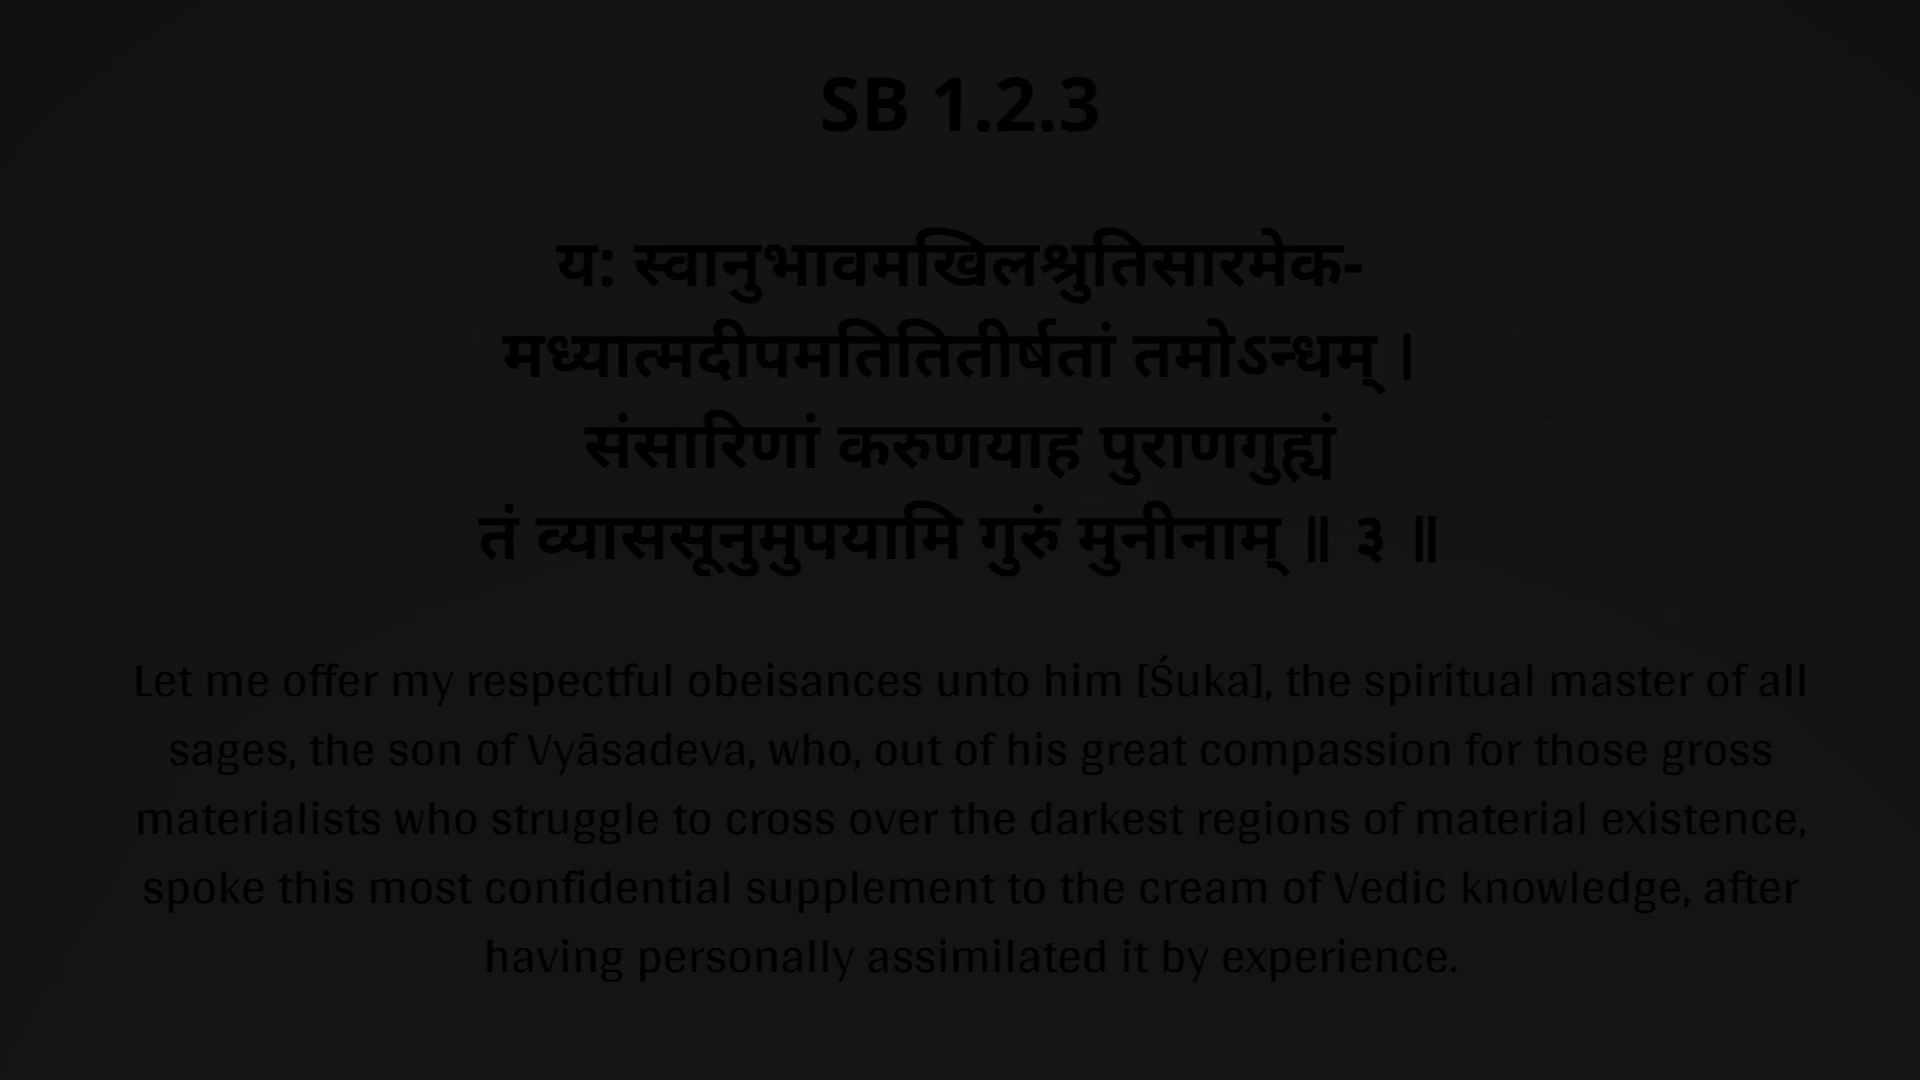 SB 1.2.3
य: स्वानुभावमखिलश्रुतिसारमेक-
मध्यात्मदीपमतितितीर्षतां तमोऽन्धम् ।
संसारिणां करुणयाह पुराणगुह्यं
तं व्याससूनुमुपयामि गुरुं मुनीनाम् ॥ ३ ॥
Let me offer my respectful obeisances unto him [Śuka], the spiritual master of all
sages, the son of Vyāsadeva, who, out of his great compassion for those gross
materialists who struggle to cross over the darkest regions of material existence,
spoke this most confidential supplement to the cream of Vedic knowledge, after
having personally assimilated it by experience.